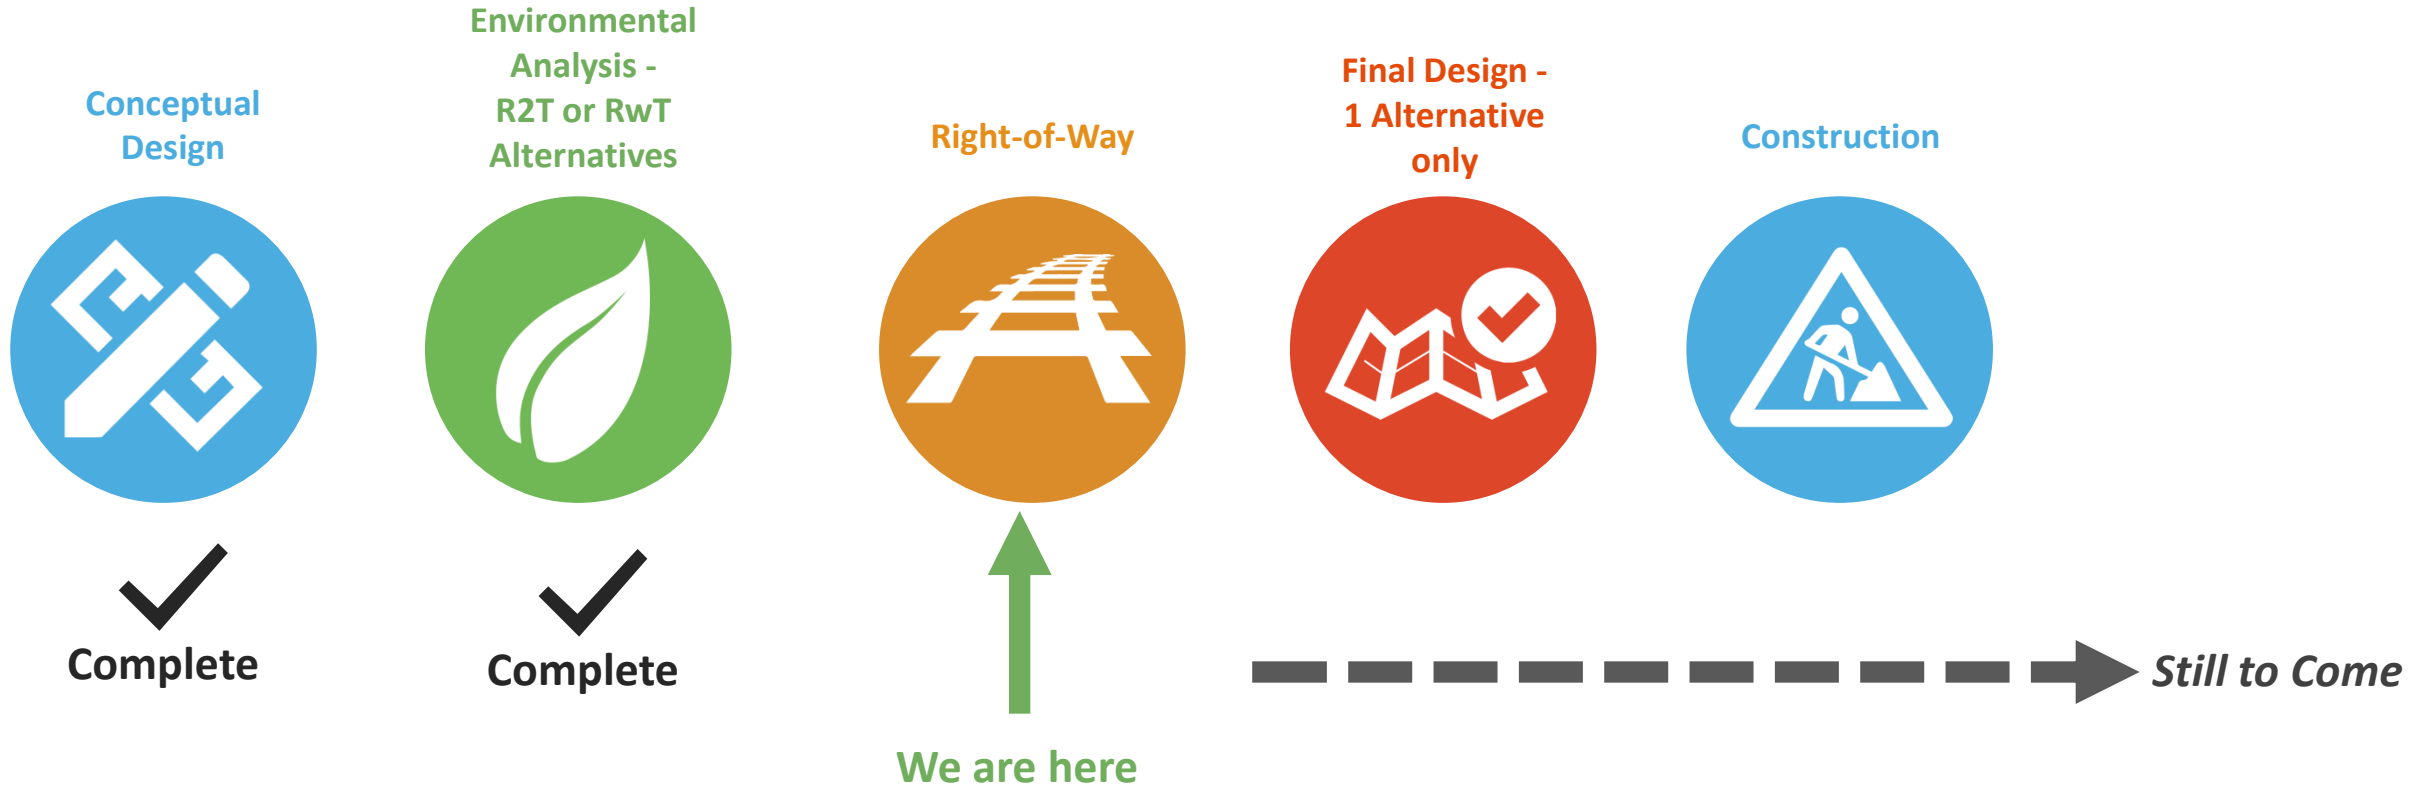 Conceptual
Design
Environmental
Analysis -
R2T or RwT
Alternatives
Right-of-Way
Final Design -
1 Alternative
only
Construction
Complete
Complete
We are here
Still to Come